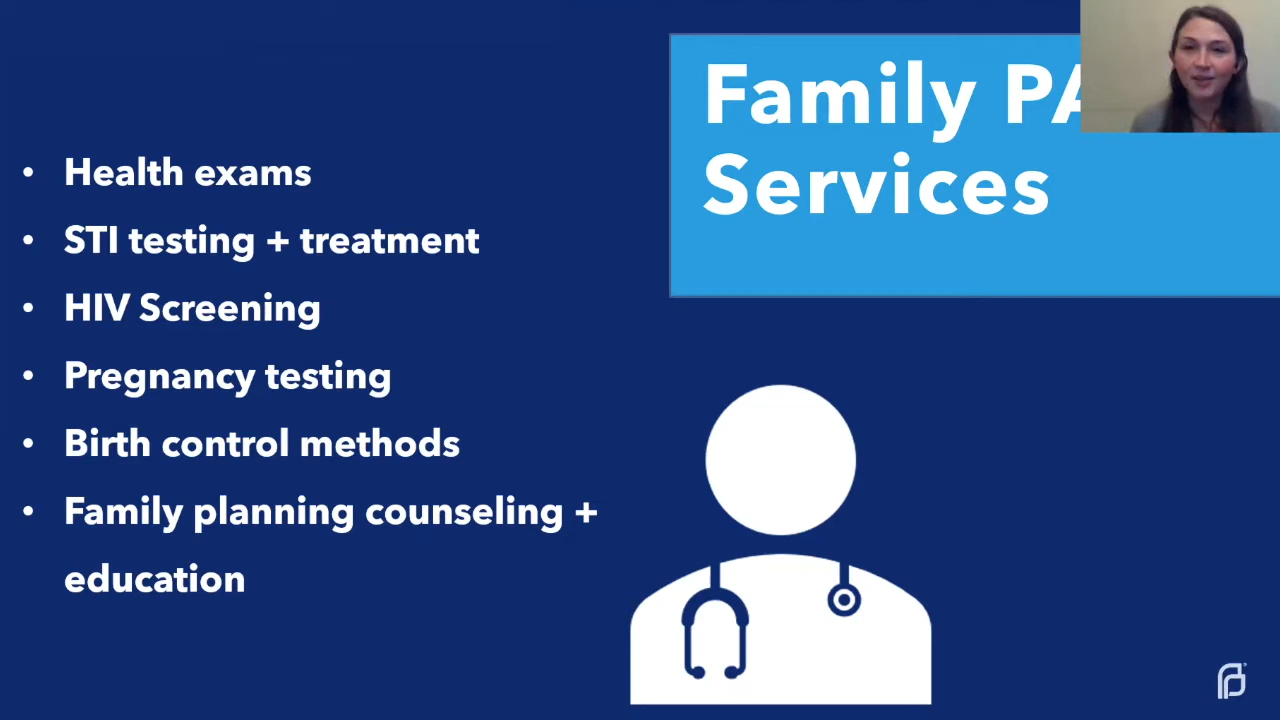 Family PA
Services
• Health exams
• STI testing + treatment
• HIV Screening
• Pregnancy testing
• Birth control methods
• Family planning counseling +
education